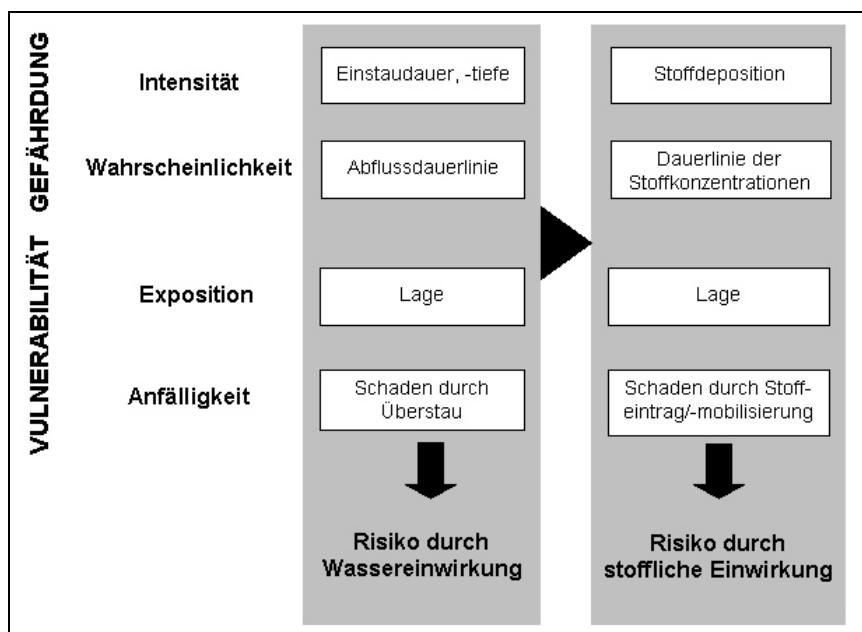 GEFÄHRDUNG
Intensität
Einstaudauer, -tiefe
Stoffdeposition
Wahrscheinlichkeit
Abflussdauerlinie
Dauerlinie der
Stoffkonzentrationen
VULNERABILITÄT
Exposition
Lage
Lage
Anfälligkeit
Schaden durch
Überstau
Schaden durch Stoff-
eintrag/-mobilisierung
Risiko durch
Wassereinwirkung
Risiko durch
stoffliche Einwirkung